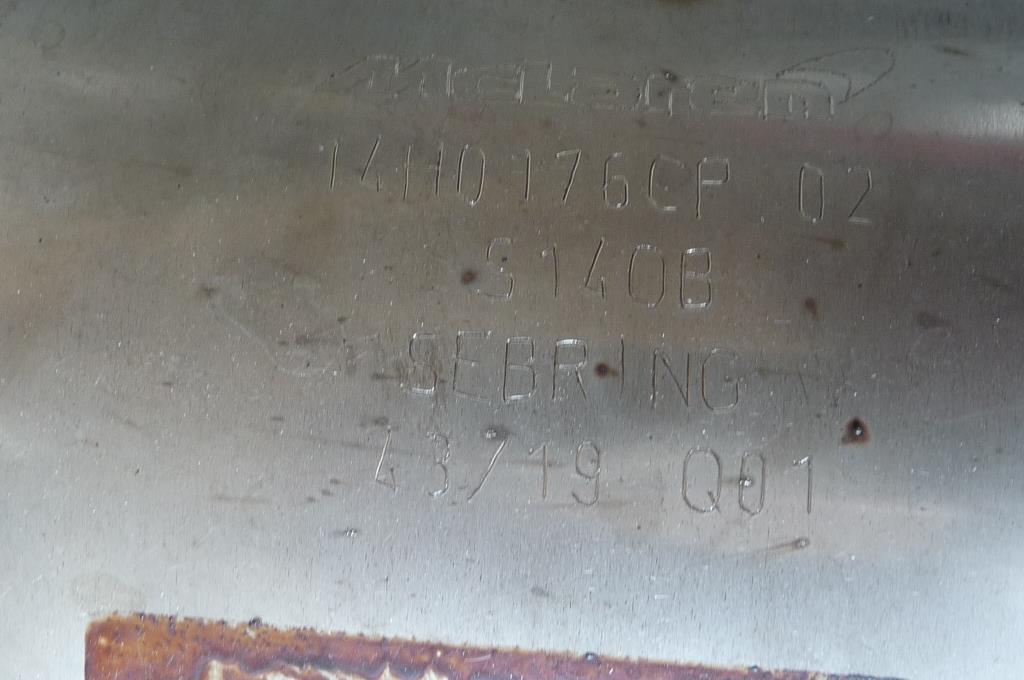 McLaren
14H0176CP 02
S140B
SEBRING
43/19 Q01